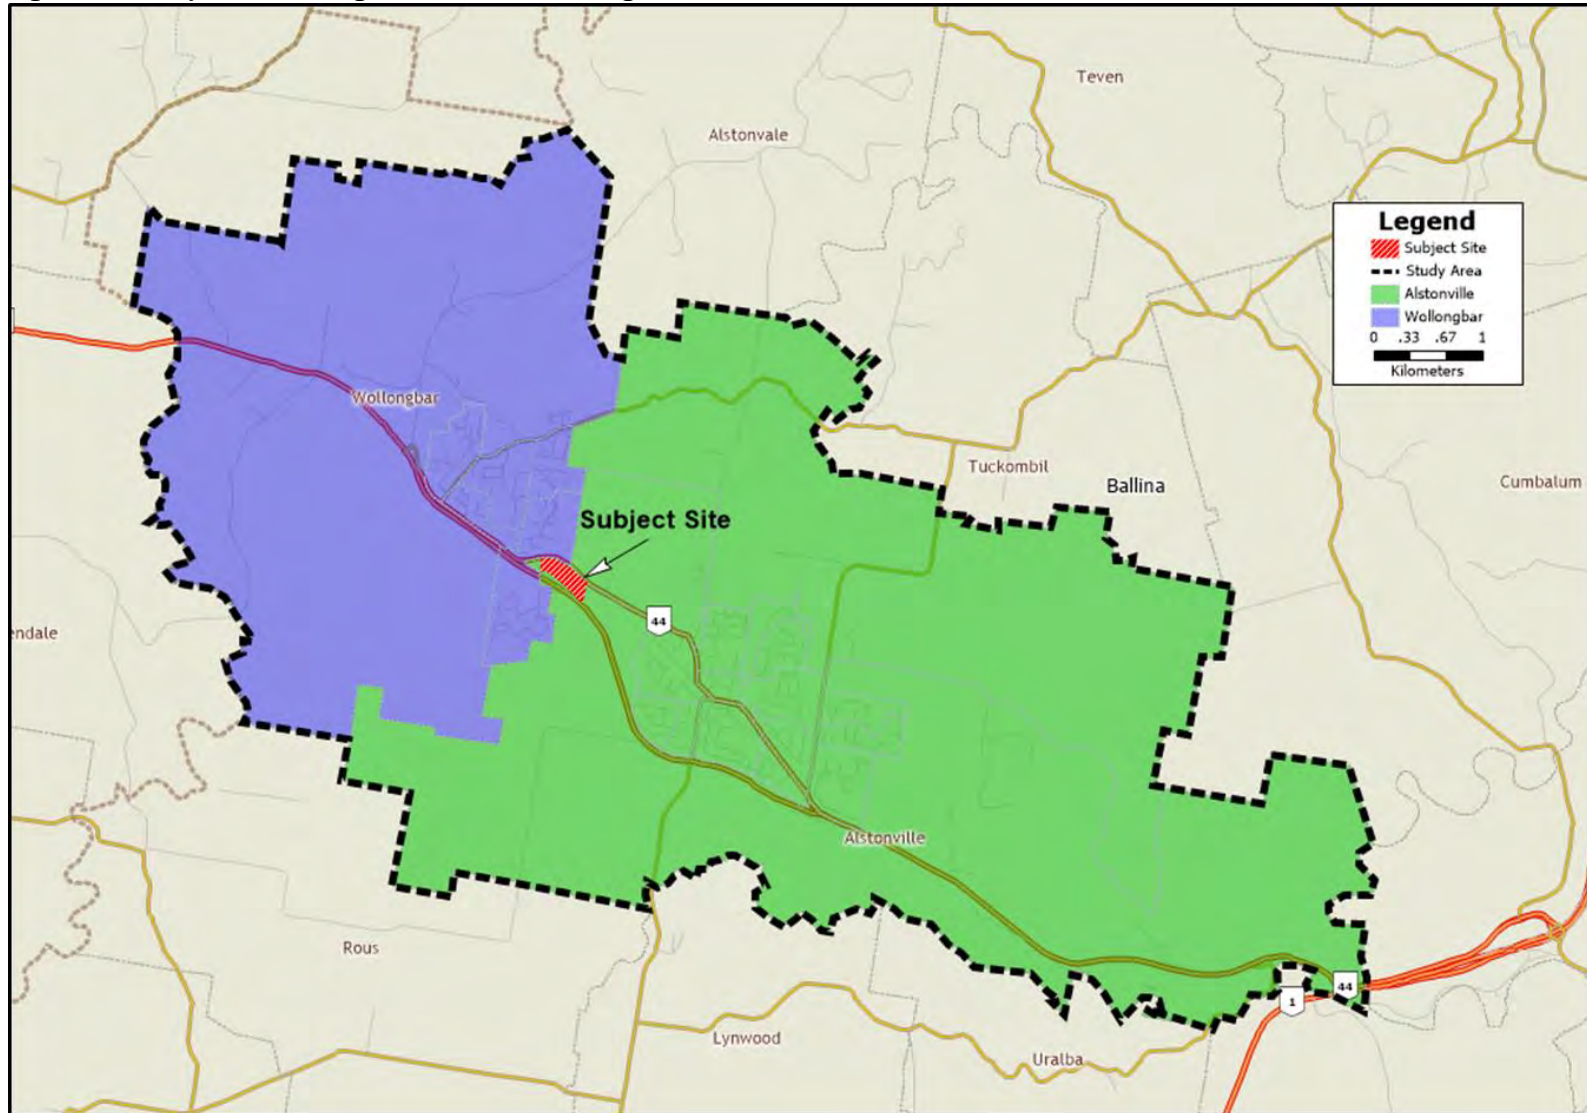 Teven
Alstonvale
Legend
Subject Site
Study Area
Alstonville
Wollongbar
0 .33 .67 1
Kilometers
Wollongbar
Tuckombil
Ballina
Cumbalum
Subject Site
44
endale
Alstonville
Rous
44
1
Lynwood
Uralba